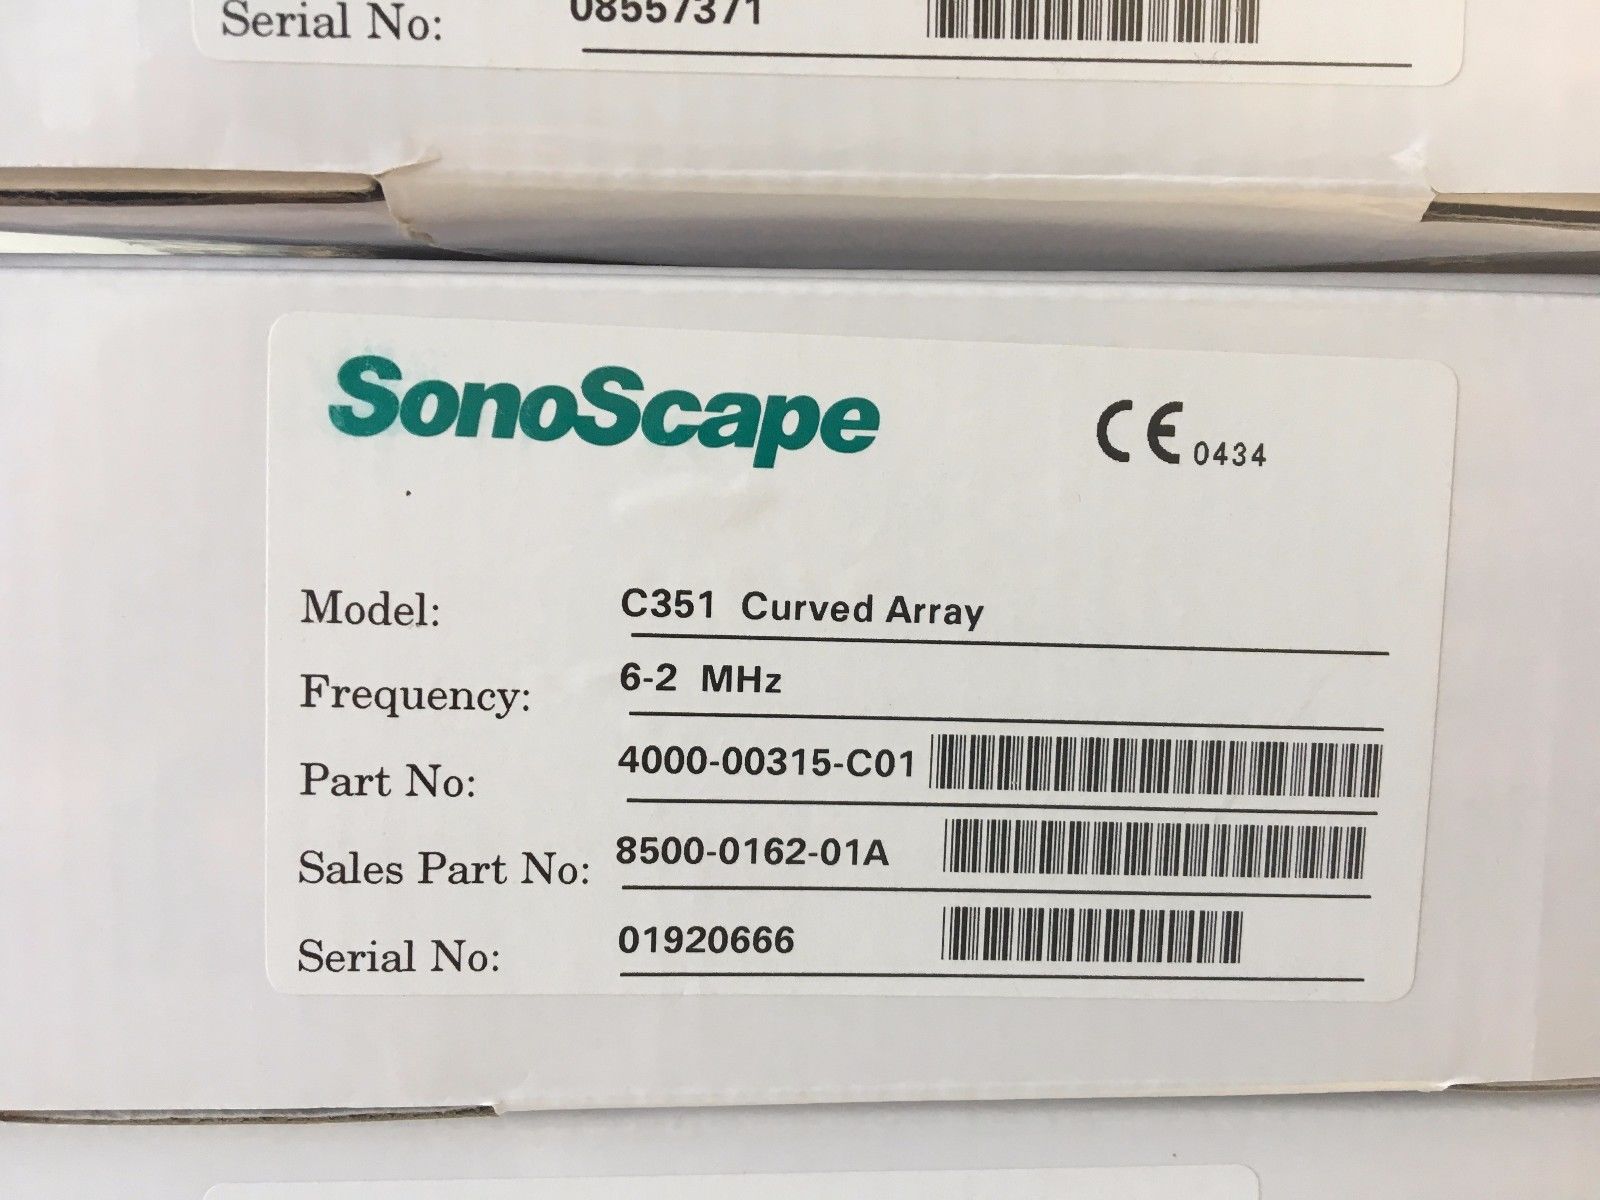 Serial No: 08557371
SonoScape
CE 0434
Model: C351 Curved Array
Frequency: 6-2 MHz
Part No: 4000-00315-C01
Sales Part No: 8500-0162-01A
Serial No: 01920666